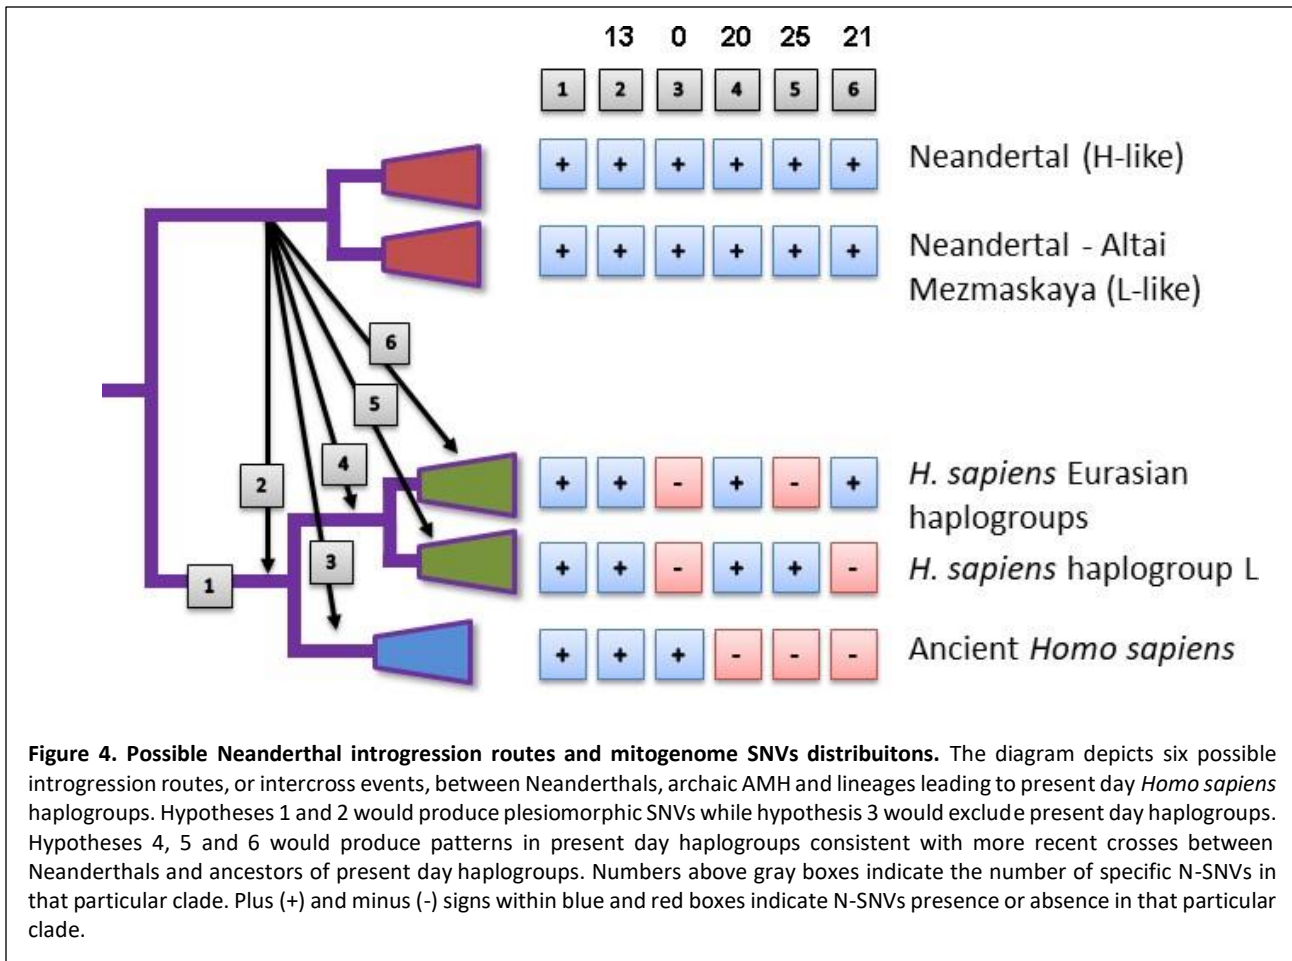 13 0 20 25 21
1 2 3 4 5 6
+ + + + + + Neandertal (H-like)
+ + + + + + Neandertal - Altai
Mezmaskaya (L-like)
6
5
4
2
3
1
+ + - + - + H. sapiens Eurasian
haplogroups
+ + - + + - H. sapiens haplogroup L
+ + + - - - Ancient Homo sapiens
Figure 4. Possible Neanderthal introgression routes and mitogenome SNVs distribuitons. The diagram depicts six possible
introgression routes, or intercross events, between Neanderthals, archaic AMH and lineages leading to present day Homo sapiens
haplogroups. Hypotheses 1 and 2 would produce plesiomorphic SNVs while hypothesis 3 would exclude present day haplogroups.
Hypotheses 4, 5 and 6 would produce patterns in present day haplogroups consistent with more recent crosses between
Neanderthals and ancestors of present day haplogroups. Numbers above gray boxes indicate the number of specific N-SNVs in
that particular clade. Plus (+) and minus (-) signs within blue and red boxes indicate N-SNVs presence or absence in that particular
clade.